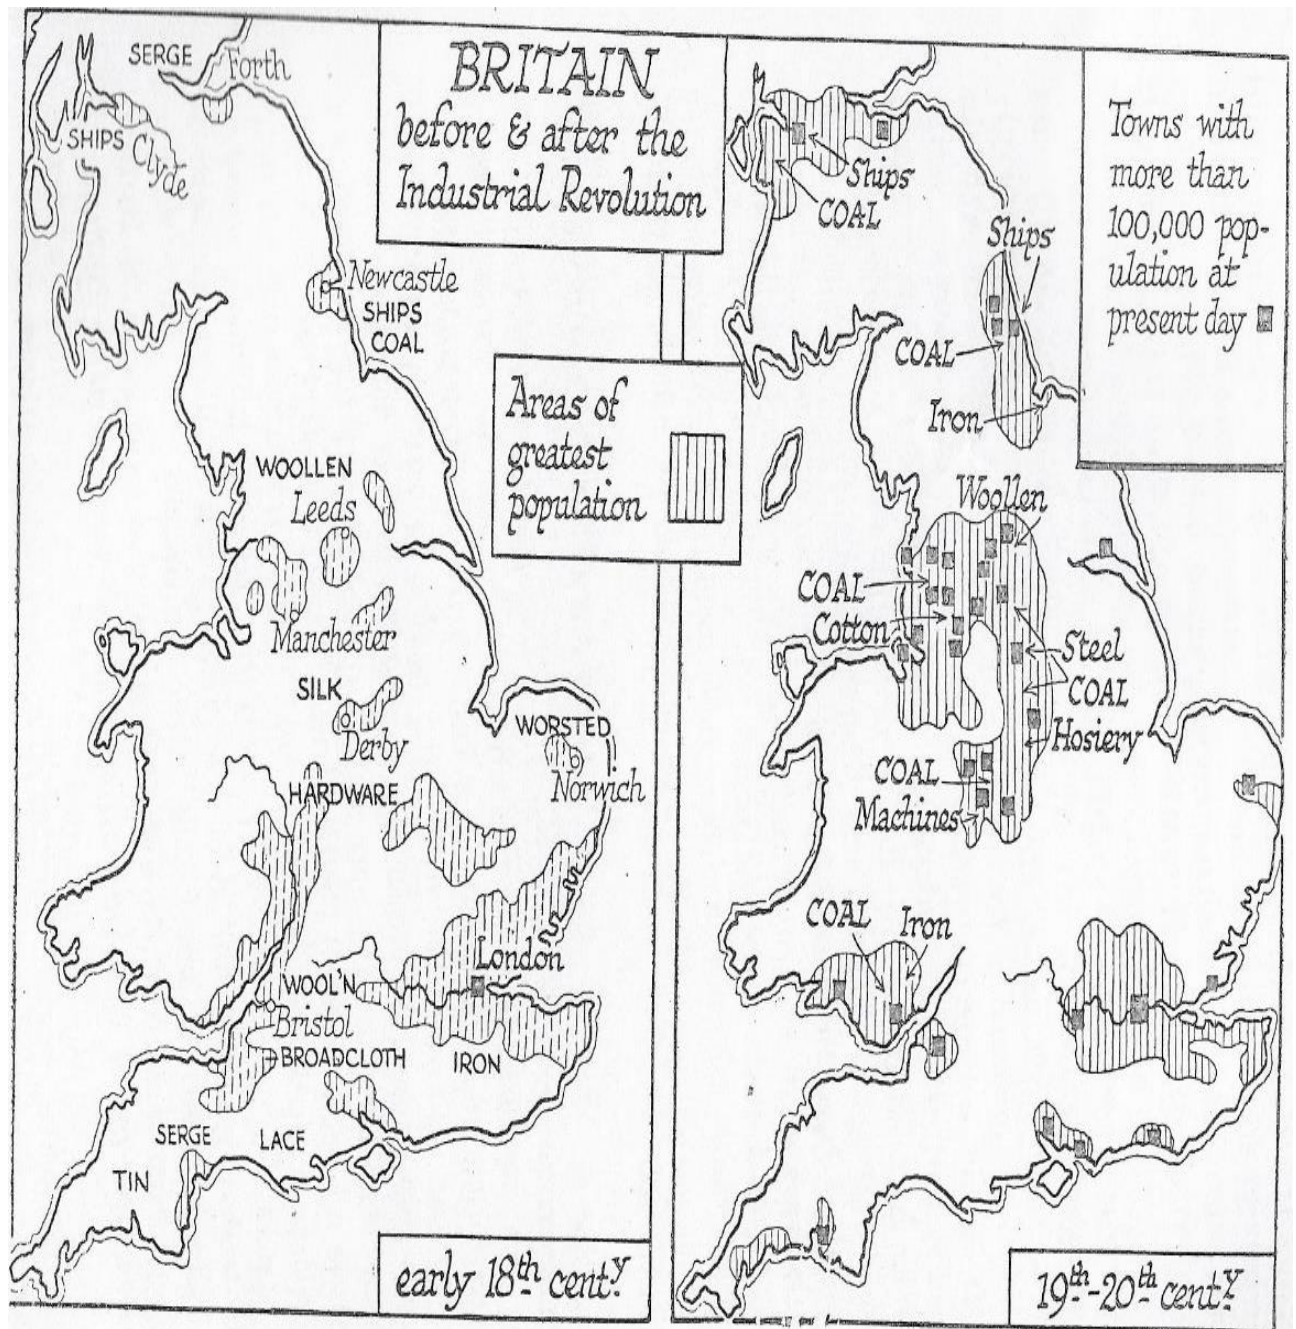 BRITAIN
before & after the
Industrial Revolution
Areas of
greatest
population
Towns with
more than
100,000 pop-
ulation at
present day
SERGE
Forth
SHIPS
Clyde
Newcastle
SHIPS
COAL
WOOLLEN
Leeds
Manchester
SILK
Derby
WORSTED
Norwich
HARDWARE
London
WOOL'N
Bristol
BROADCLOTH
IRON
SERGE
LACE
TIN
early 18th centy.
Ships
COAL
Ships
COAL
Iron
Woollen
COAL
Cotton
Steel
COAL
Hosiery
COAL
Machines
COAL
Iron
19th-20th centy.